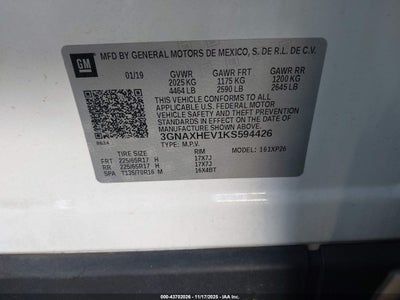 GM
MFD BY GENERAL MOTORS DE MEXICO, S. DE R.L. DE C.V.
01/19 GVWR GAWR FRT GAWR RR
2025 KG 1175 KG 1200 KG
4464 LB 2590 LB 2645 LB
THIS VEHICLE CONFORMS TO ALL APPLICABLE U.S. FEDERAL MOTOR VEHICLE SAFETY AND THEFT PREVENTION STANDARDS IN EFFECT ON THE DATE OF MANUFACTURE SHOWN ABOVE.
3GNAXHEV1KS594426
TYPE: M.P.V. MODEL: 161XP26
TIRE SIZE RIM
FRT 225/65R17 H 17X7J
RR 225/65R17 H 17X7J
SPA T135/70R16 M 16X4BT
© 000-43702026 - 11/17/2025 - IAA, Inc.